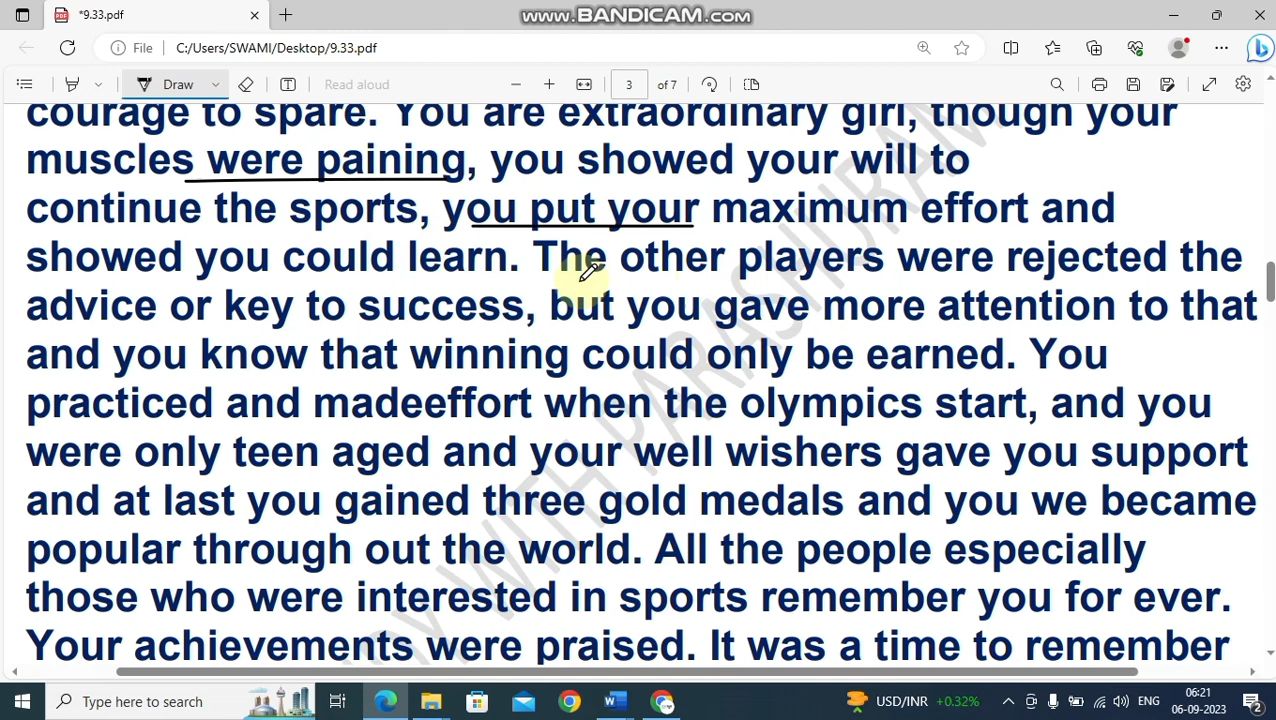 *9.33.pdf
www.BANDICAM.com
File
C:/Users/SWAMI/Desktop/9.33.pdf
Draw
Read aloud
3 of 7
courage to spare. You are extraordinary girl, though your
muscles were paining, you showed your will to
continue the sports, you put your maximum effort and
showed you could learn. The other players were rejected the
advice or key to success, but you gave more attention to that
and you know that winning could only be earned. You
practiced and madeeffort when the olympics start, and you
were only teen aged and your well wishers gave you support
and at last you gained three gold medals and you we became
popular through out the world. All the people especially
those who were interested in sports remember you for ever.
Your achievements were praised. It was a time to remember
WITH PARASHURAM
Type here to search
USD/INR +0.32%
ENG
06:21
06-09-2023
2